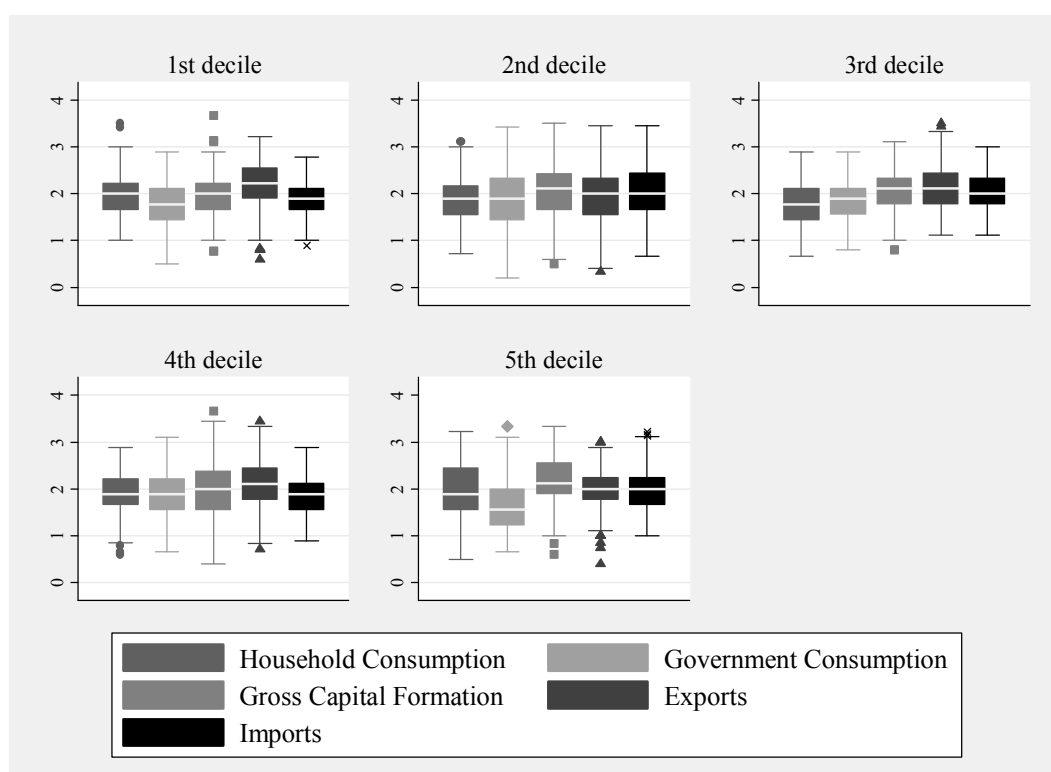 1st decile
2nd decile
3rd decile
4
3
2
1
0
4
3
2
1
0
4
3
2
1
0
4th decile
5th decile
4
3
2
1
0
4
3
2
1
0
Household Consumption
Government Consumption
Gross Capital Formation
Exports
Imports